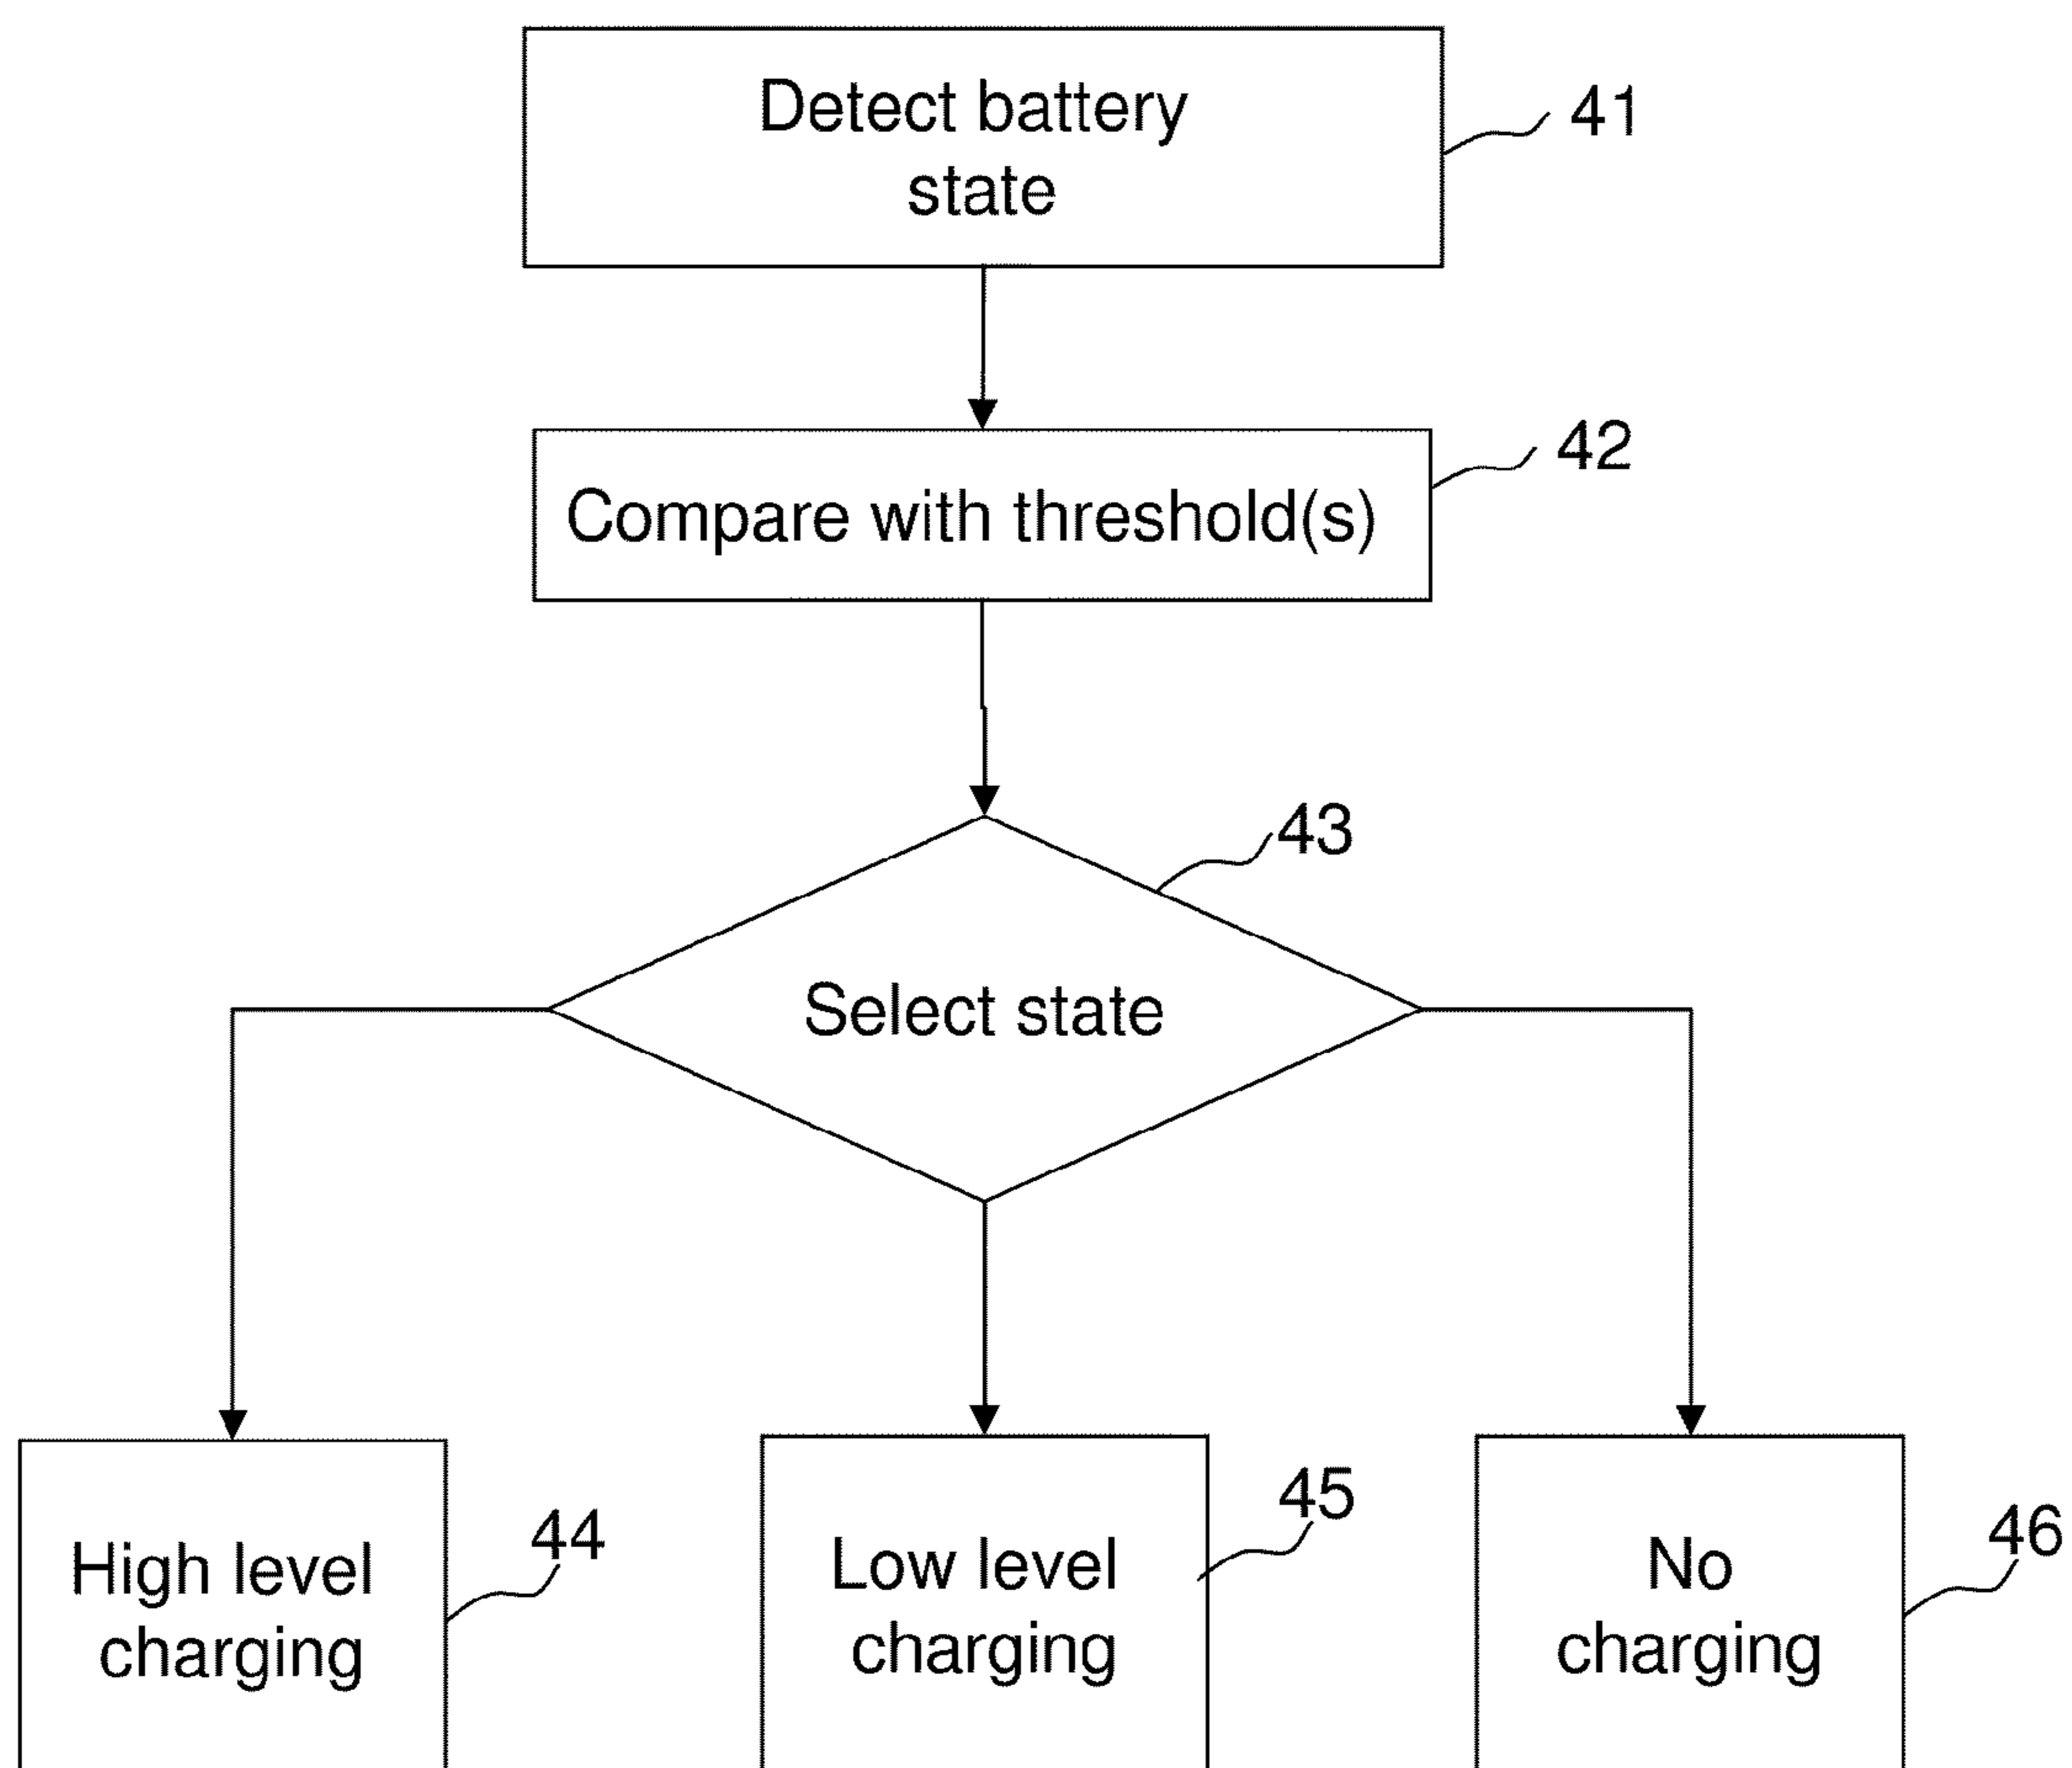 Detect battery
state
41
Compare with threshold(s)
42
43
Select state
High level
charging
44
Low level
charging
45
No
charging
46